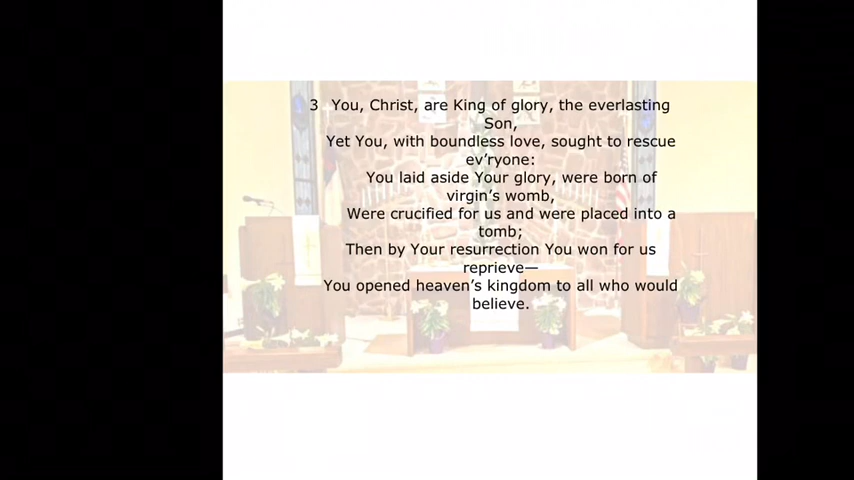 3 You, Christ, are King of glory, the everlasting
Son,
Yet You, with boundless love, sought to rescue
ev’ryone:
You laid aside Your glory, were born of
virgin’s womb,
Were crucified for us and were placed into a
tomb;
Then by Your resurrection You won for us
reprieve—
You opened heaven’s kingdom to all who would
believe.